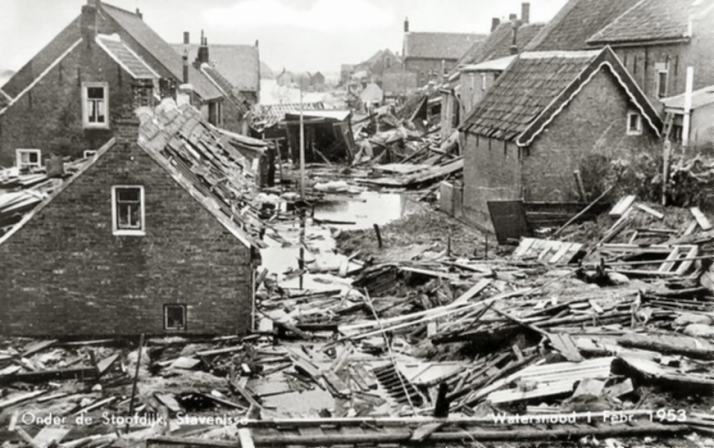 Onder de Stoofdijk, Stavenisse
Watersnood 1 Febr. 1953